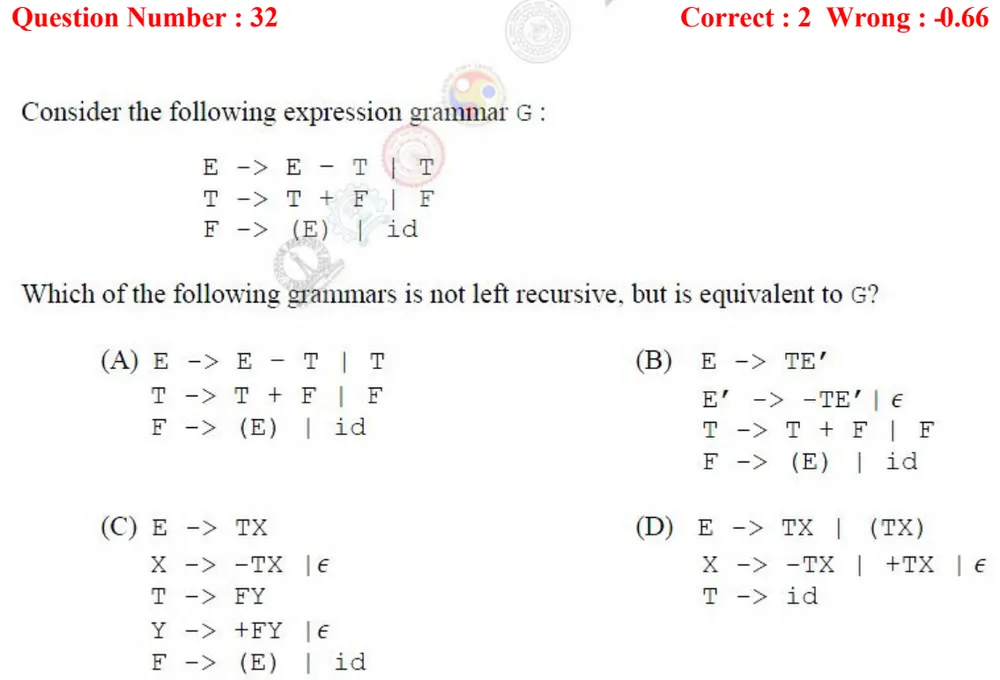 Question Number : 32 Correct : 2 Wrong : -0.66
Consider the following expression grammar G :
E -> E - T | T
T -> T + F | F
F -> (E) | id
Which of the following grammars is not left recursive, but is equivalent to G?
(A) E -> E - T | T
T -> T + F | F
F -> (E) | id
(B) E -> TE′
E′ -> -TE′ | ϵ
T -> T + F | F
F -> (E) | id
(C) E -> TX
X -> -TX | ϵ
T -> FY
Y -> +FY | ϵ
F -> (E) | id
(D) E -> TX | (TX)
X -> -TX | +TX | ϵ
T -> id